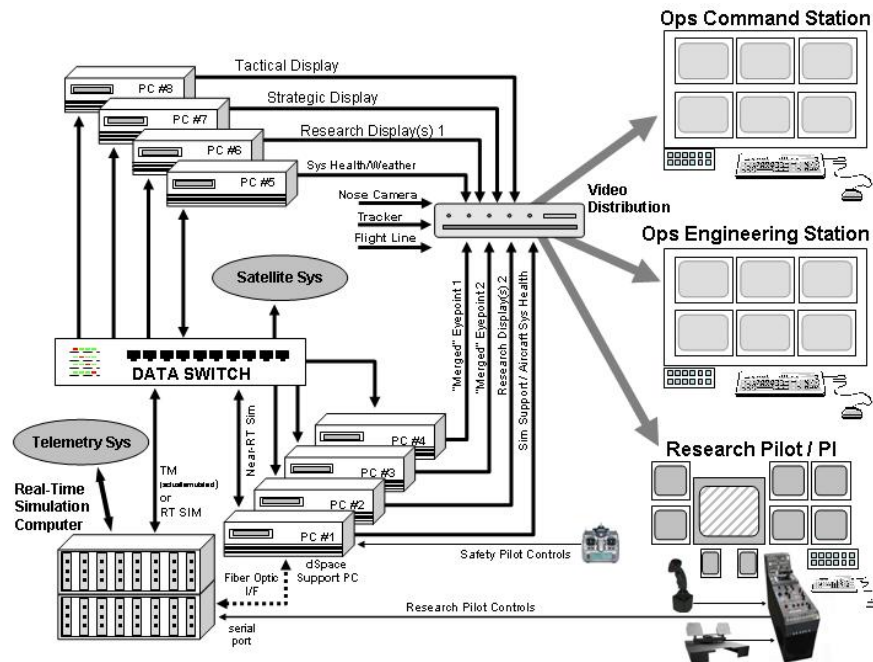 Ops Command Station
Tactical Display
PC #8
Strategic Display
PC #7
Research Display(s) 1
PC #6
Sys Health/Weather
PC #5
Nose Camera
Tracker
Flight Line
Video
Distribution
Ops Engineering Station
Satellite Sys
"Merged" Eyepoint 1
"Merged" Eyepoint 2
Research Display(s) 2
Sim Support / Aircraft Sys Health
DATA SWITCH
Telemetry Sys
Near-RT Sim
PC #4
PC #3
PC #2
PC #1
Research Pilot / PI
Real-Time
Simulation
Computer
TM
(actual/emulated)
or
RT SIM
Fiber Optic
I/F
dSpace
Support PC
Safety Pilot Controls
Research Pilot Controls
serial
port